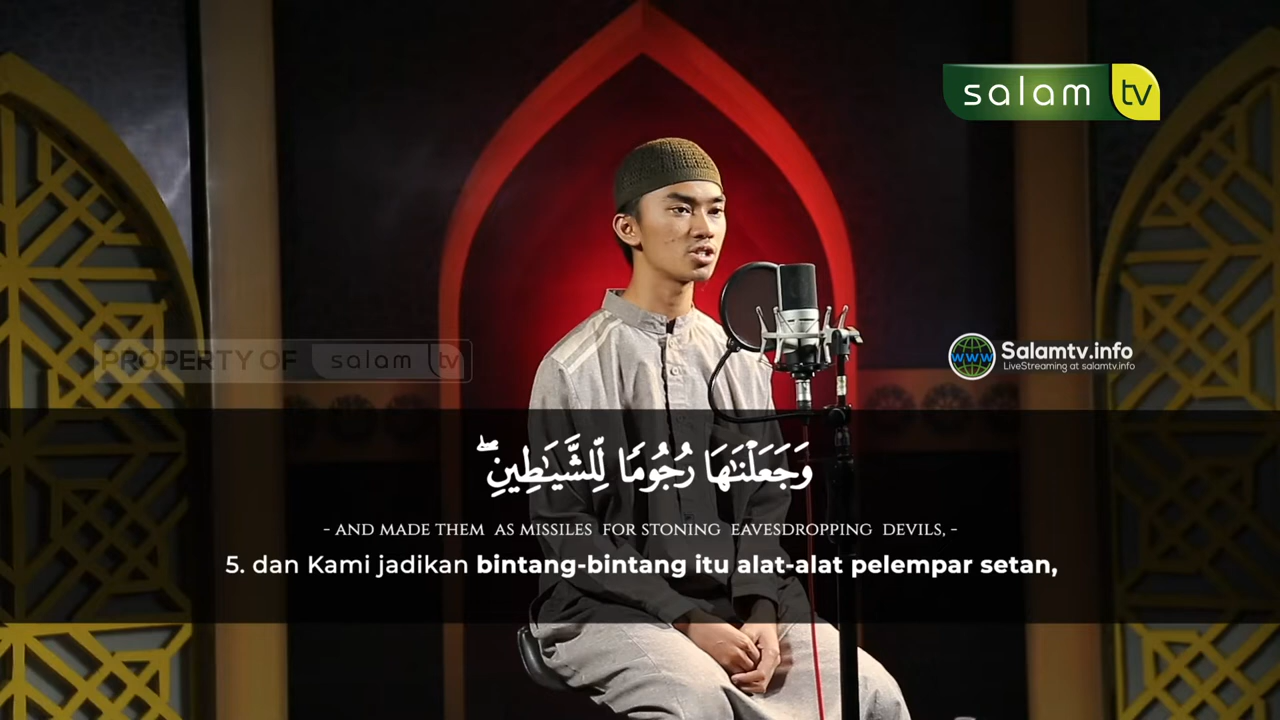 salam tv
PROPERTY OF salam tv
www Salamtv.info
LiveStreaming at salamtv.info
وَجَعَلْنَٰهَا رُجُومًا لِّلشَّيَٰطِينِ ۖ
- AND MADE THEM AS MISSILES FOR STONING EAVESDROPPING DEVILS, -
5. dan Kami jadikan bintang-bintang itu alat-alat pelempar setan,